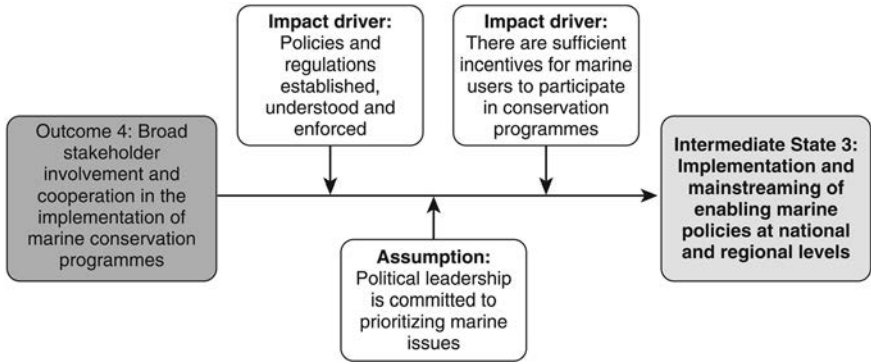 Impact driver:
Policies and
regulations
established,
understood and
enforced
Impact driver:
There are sufficient
incentives for marine
users to participate
in conservation
programmes
Outcome 4: Broad
stakeholder
involvement and
cooperation in the
implementation of
marine conservation
programmes
Intermediate State 3:
Implementation and
mainstreaming of
enabling marine
policies at national
and regional levels
Assumption:
Political leadership
is committed to
prioritizing marine
issues